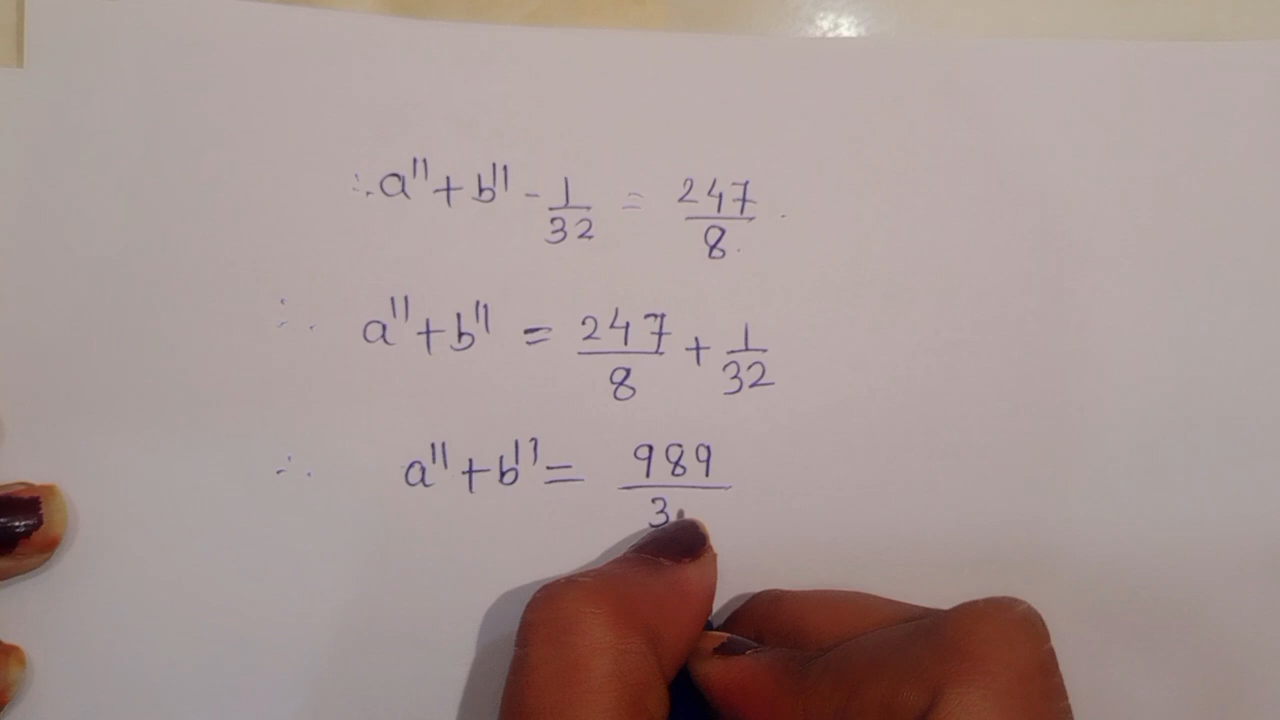 ∴ a¹¹ + b¹¹ - 1/32 = 247/8
∴ a¹¹ + b¹¹ = 247/8 + 1/32
∴ a¹¹ + b¹¹ = 989/3